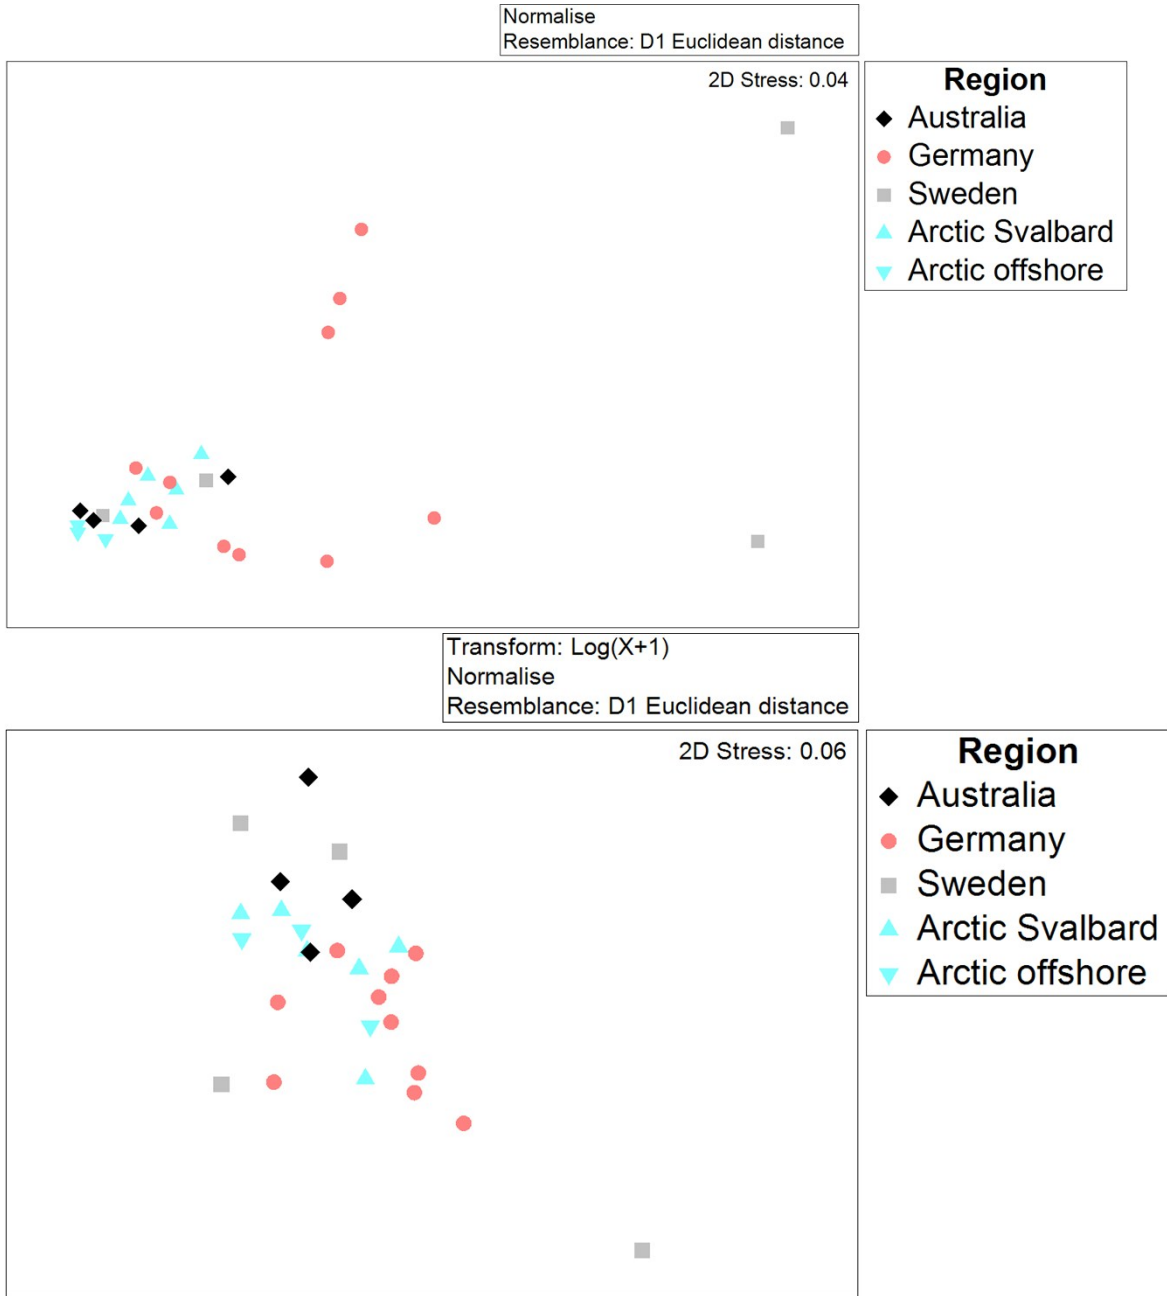 Normalise
Resemblance: D1 Euclidean distance
2D Stress: 0.04
Region
Australia
Germany
Sweden
Arctic Svalbard
Arctic offshore
Transform: Log(X+1)
Normalise
Resemblance: D1 Euclidean distance
2D Stress: 0.06
Region
Australia
Germany
Sweden
Arctic Svalbard
Arctic offshore